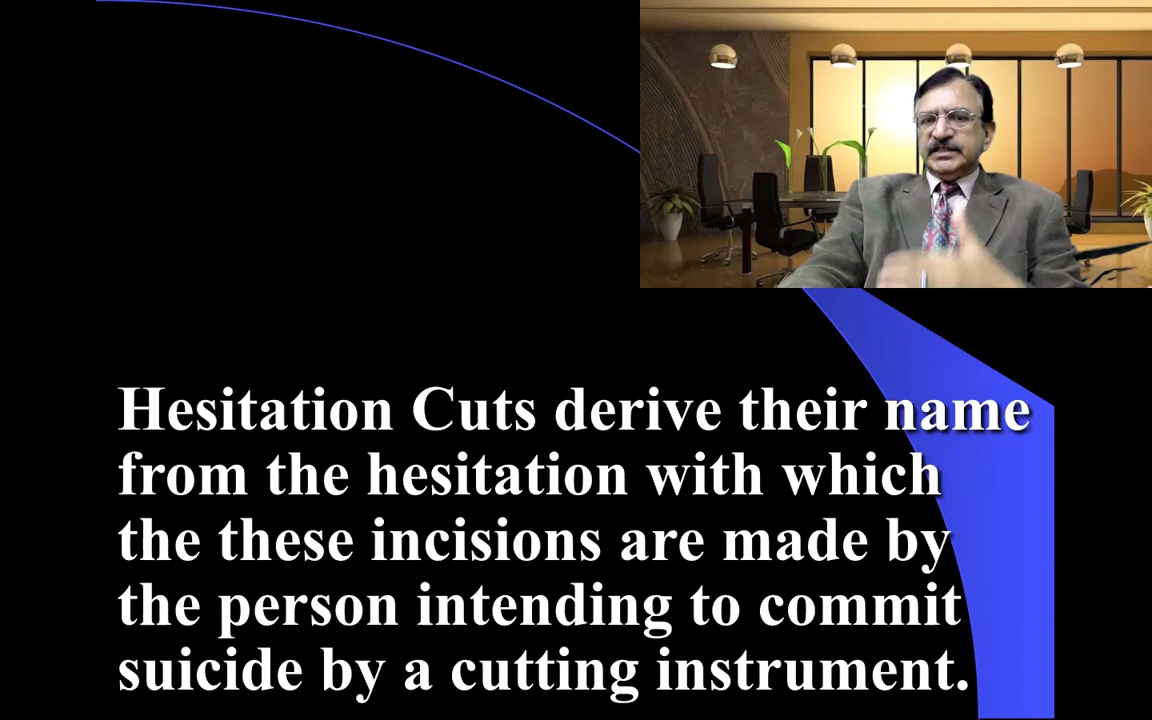 Hesitation Cuts derive their name
from the hesitation with which
the these incisions are made by
the person intending to commit
suicide by a cutting instrument.